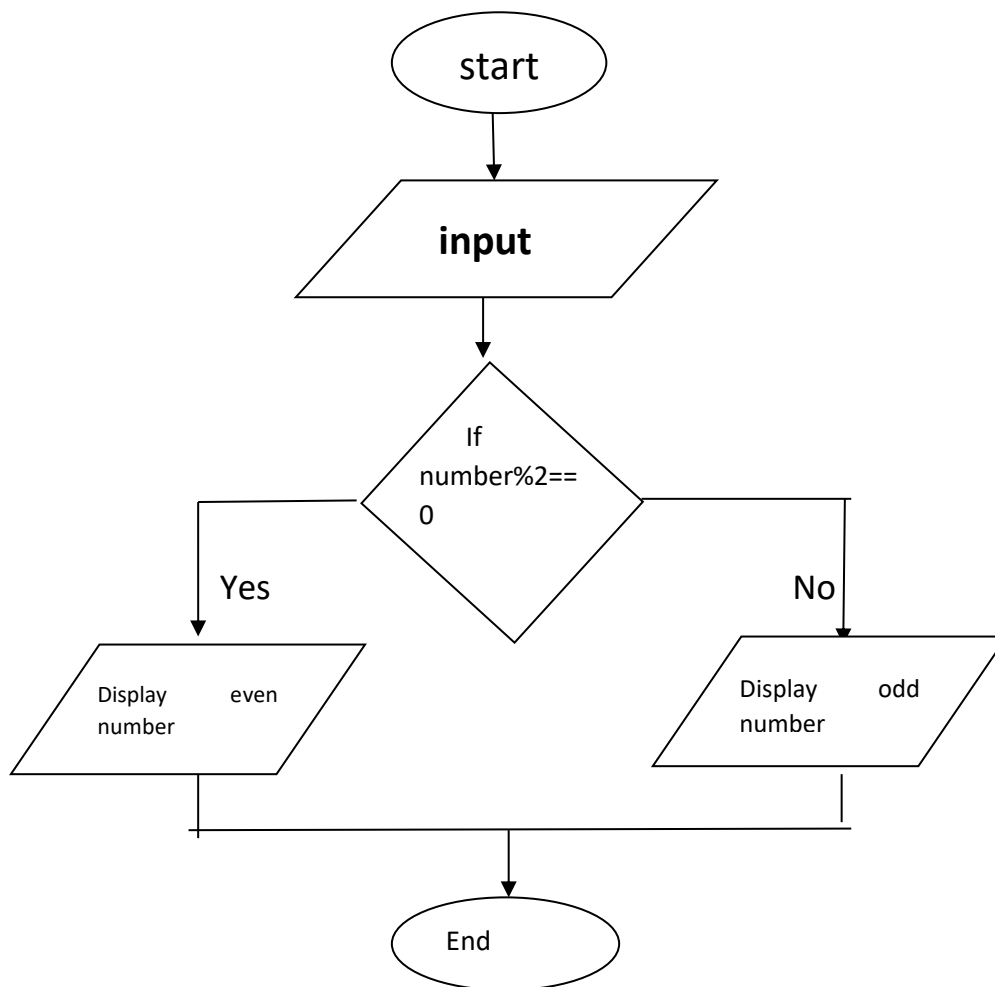 start
input
If
number%2==
0
Yes
No
Display even
number
Display odd
number
End